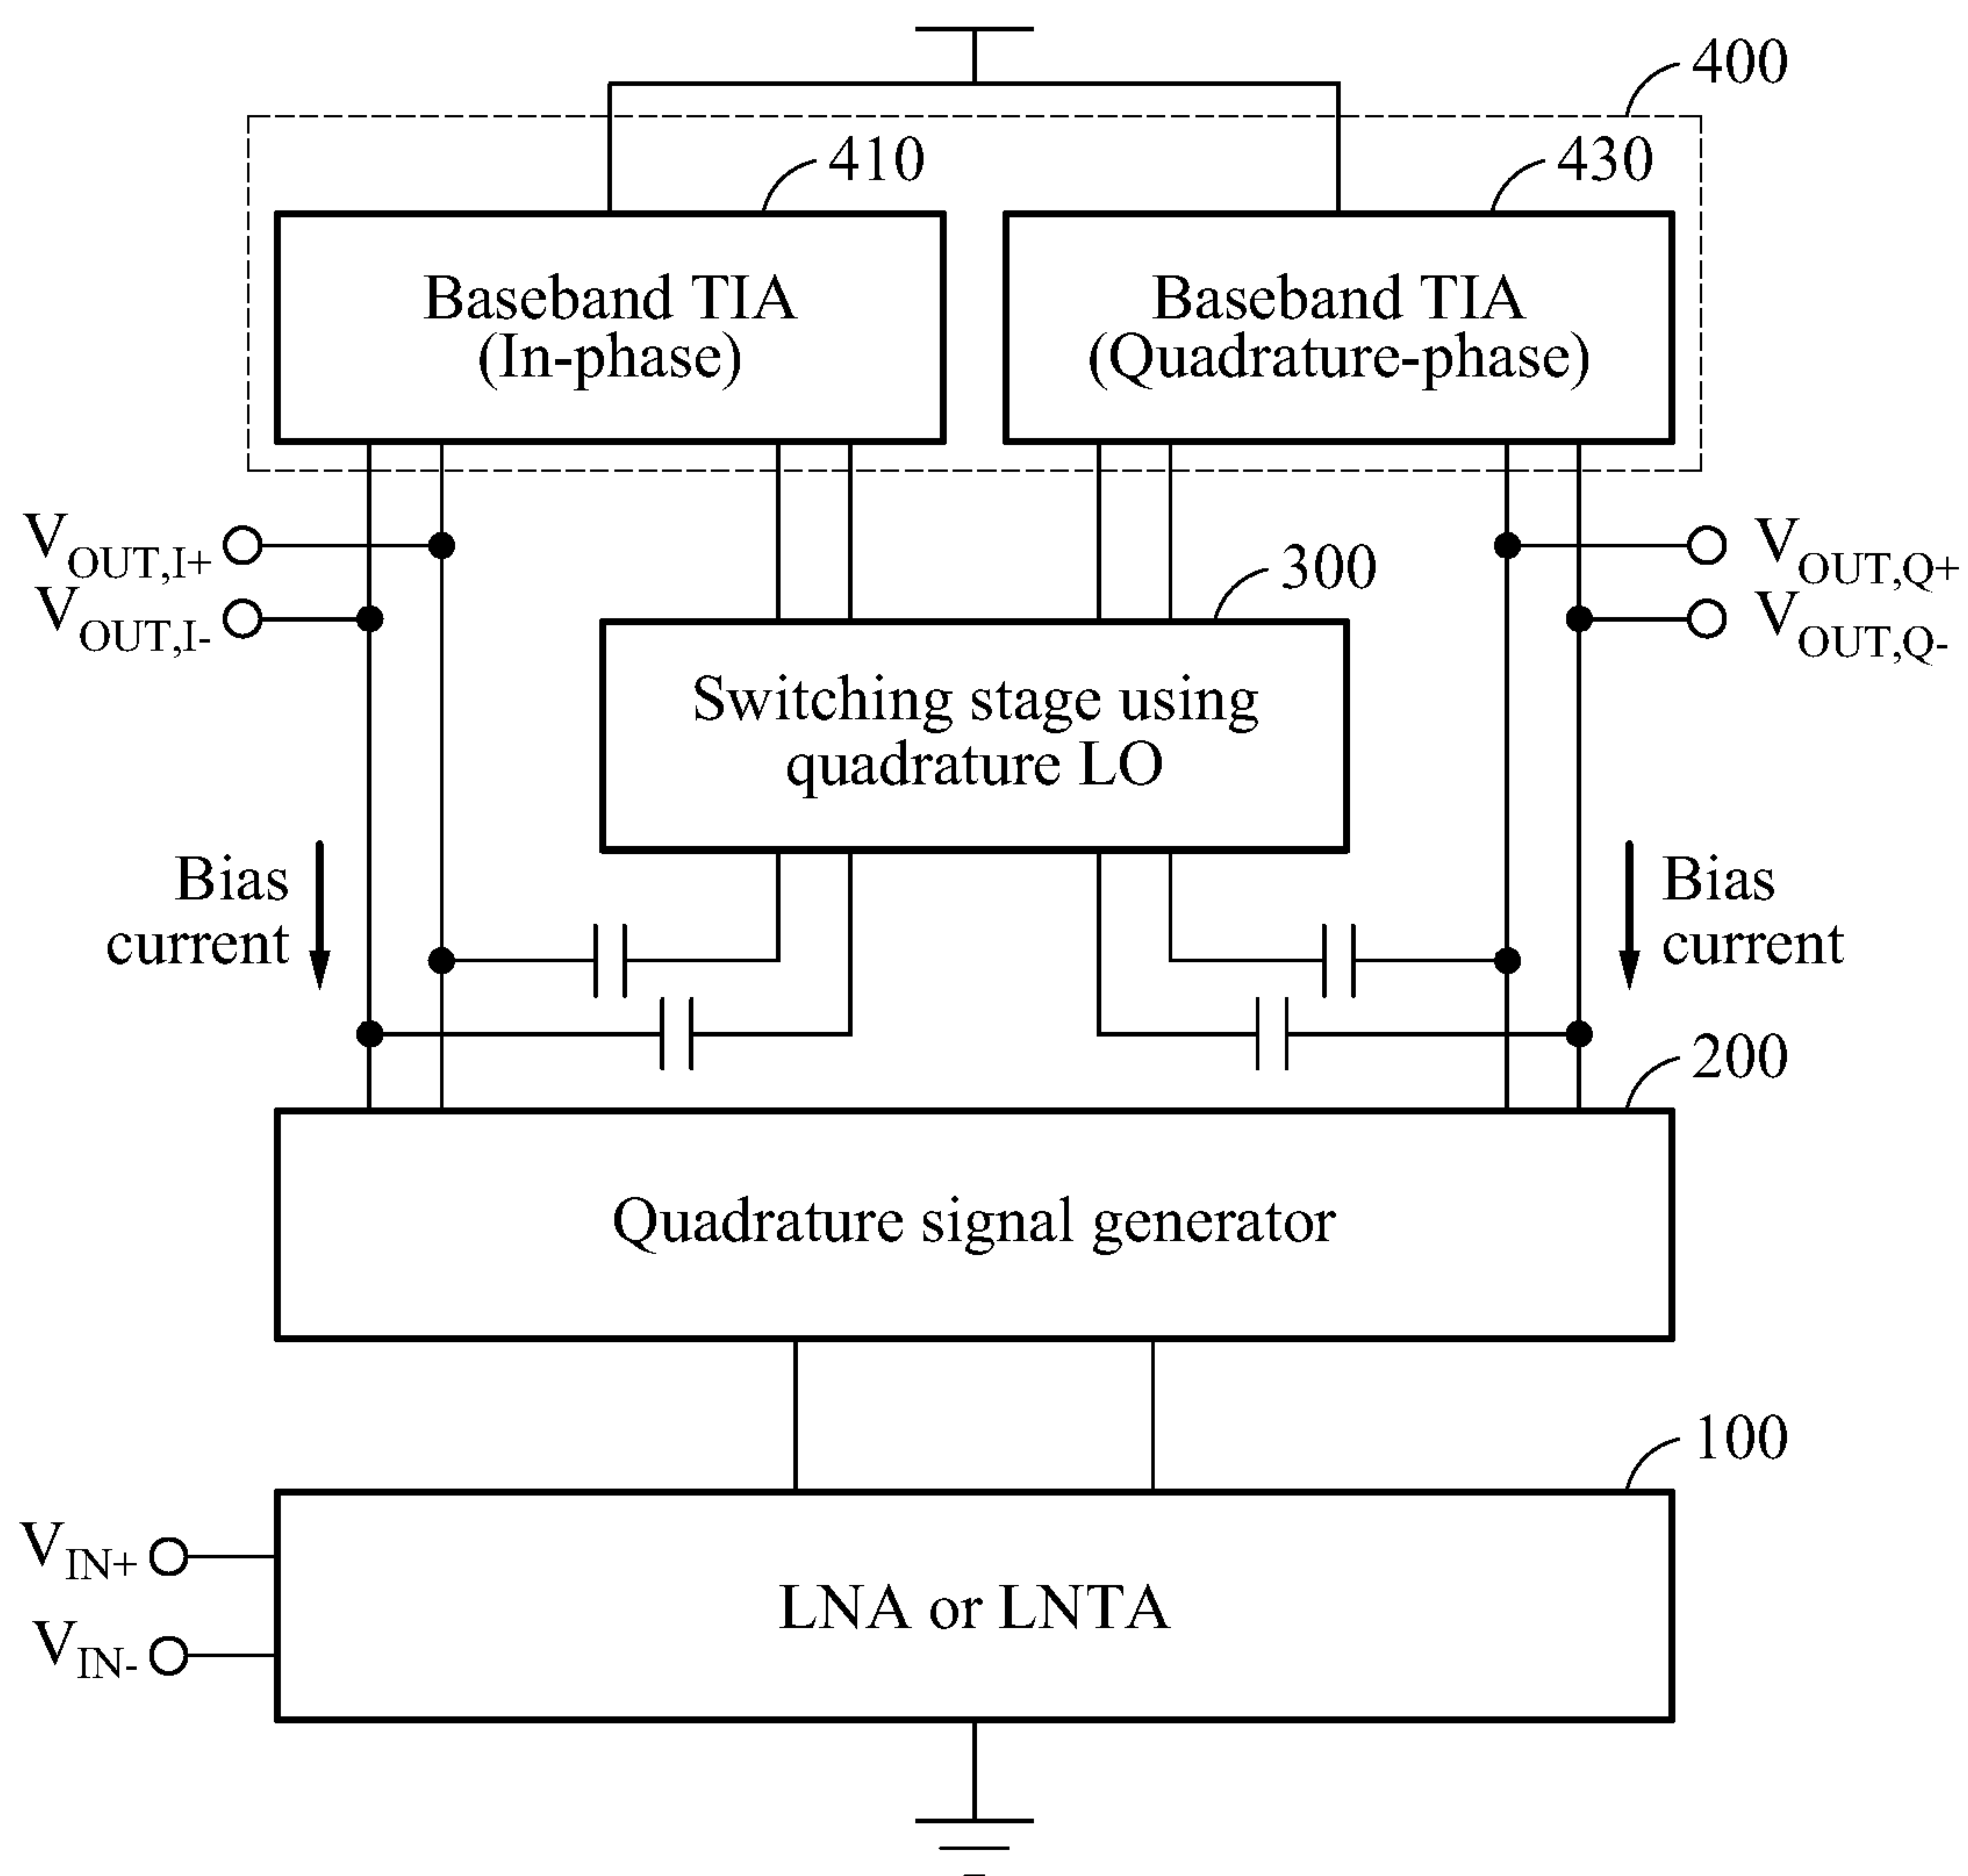 400
410
430
Baseband TIA
(In-phase)
Baseband TIA
(Quadrature-phase)
VOUT,I+
VOUT,I-
VOUT,Q+
VOUT,Q-
300
Switching stage using
quadrature LO
Bias
current
Bias
current
200
Quadrature signal generator
100
VIN+
VIN-
LNA or LNTA